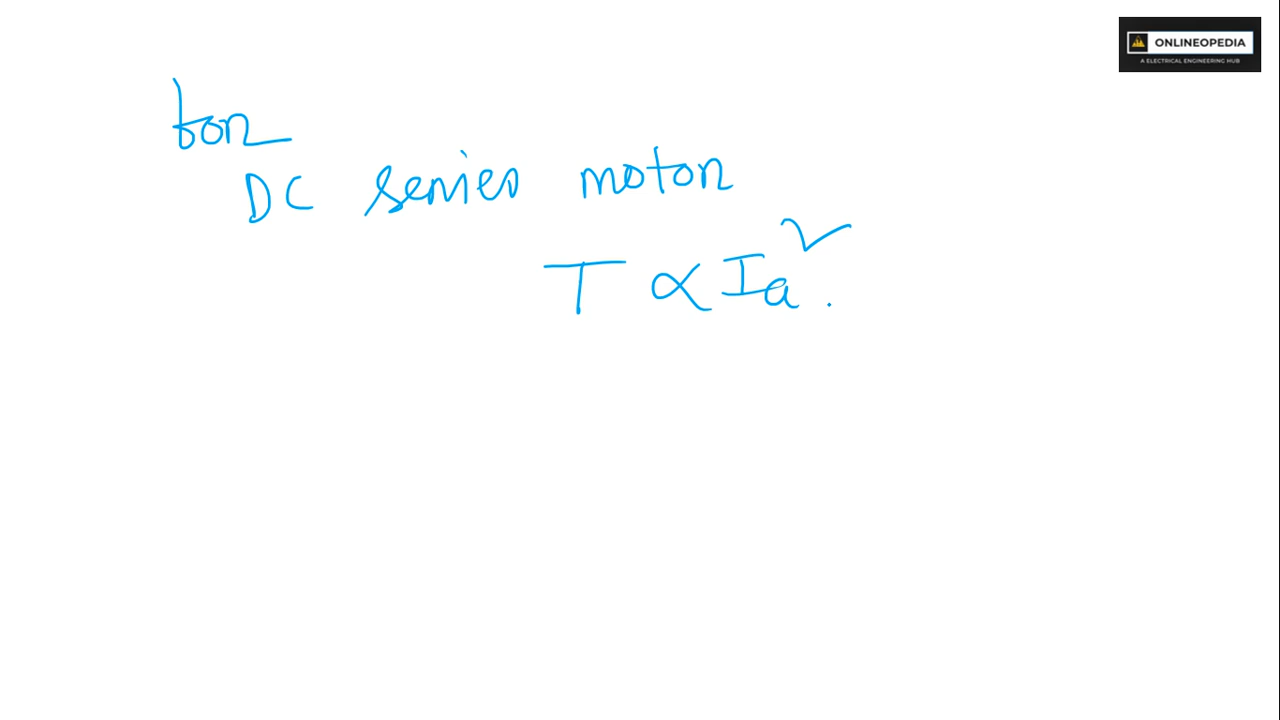 ONLINEOPEDIA
A ELECTRICAL ENGINEERING HUB
for
DC series motor
T ∝ Ia² .